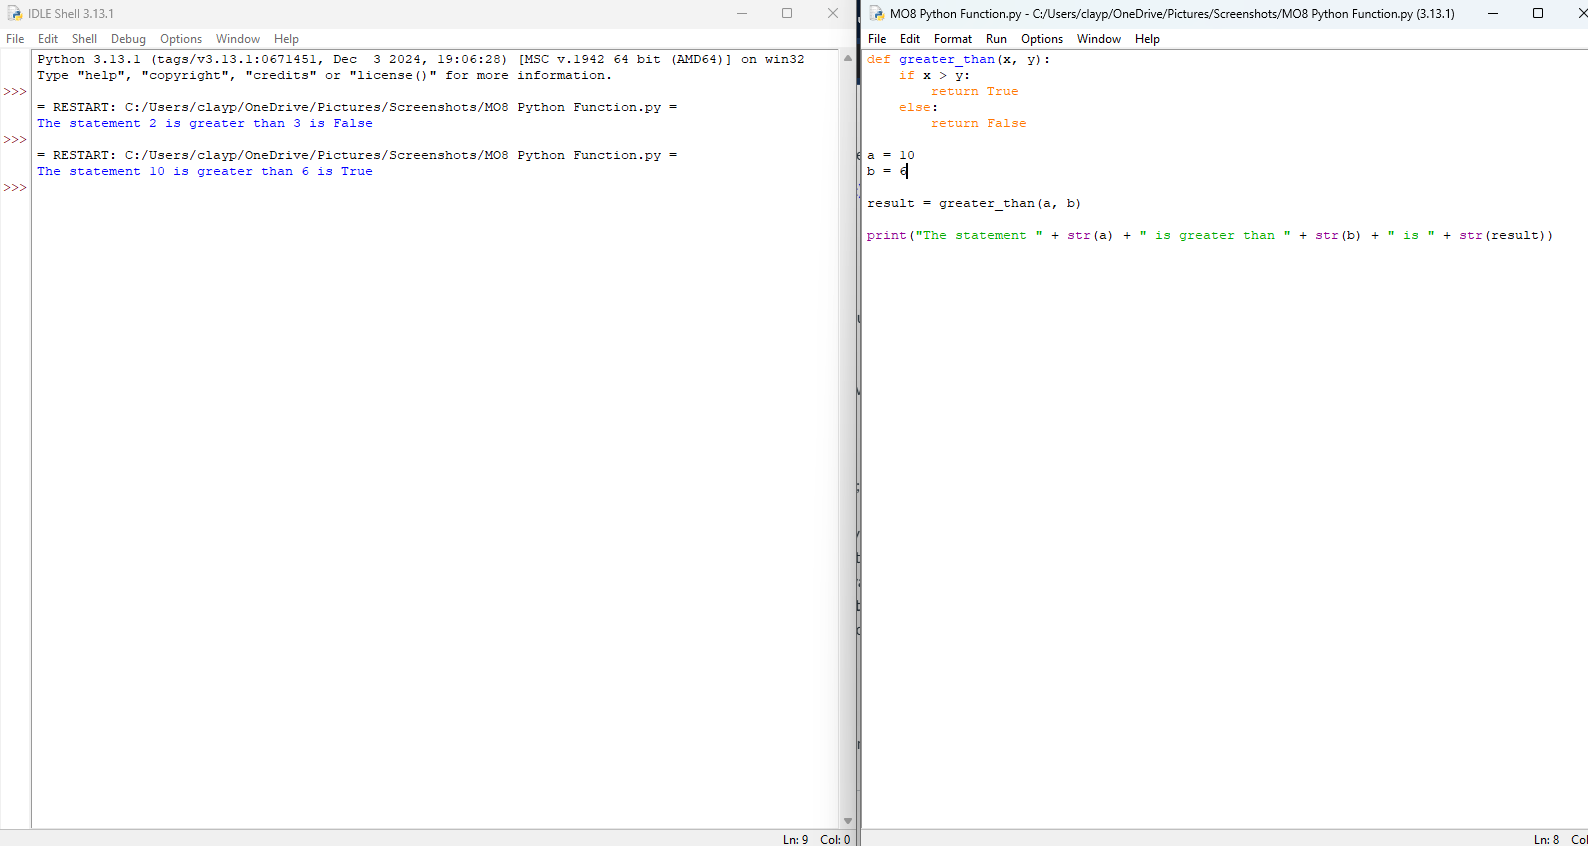 IDLE Shell 3.13.1
File Edit Shell Debug Options Window Help
Python 3.13.1 (tags/v3.13.1:0671451, Dec  3 2024, 19:06:28) [MSC v.1942 64 bit (AMD64)] on win32
Type "help", "copyright", "credits" or "license()" for more information.
>>>
= RESTART: C:/Users/clayp/OneDrive/Pictures/Screenshots/MO8 Python Function.py =
The statement 2 is greater than 3 is False
>>>
= RESTART: C:/Users/clayp/OneDrive/Pictures/Screenshots/MO8 Python Function.py =
The statement 10 is greater than 6 is True
>>>
Ln: 9 Col: 0
MO8 Python Function.py - C:/Users/clayp/OneDrive/Pictures/Screenshots/MO8 Python Function.py (3.13.1)
File Edit Format Run Options Window Help
def greater_than(x, y):
    if x > y:
        return True
    else:
        return False
a = 10
b = 6
result = greater_than(a, b)
print("The statement " + str(a) + " is greater than " + str(b) + " is " + str(result))
Ln: 8 Col